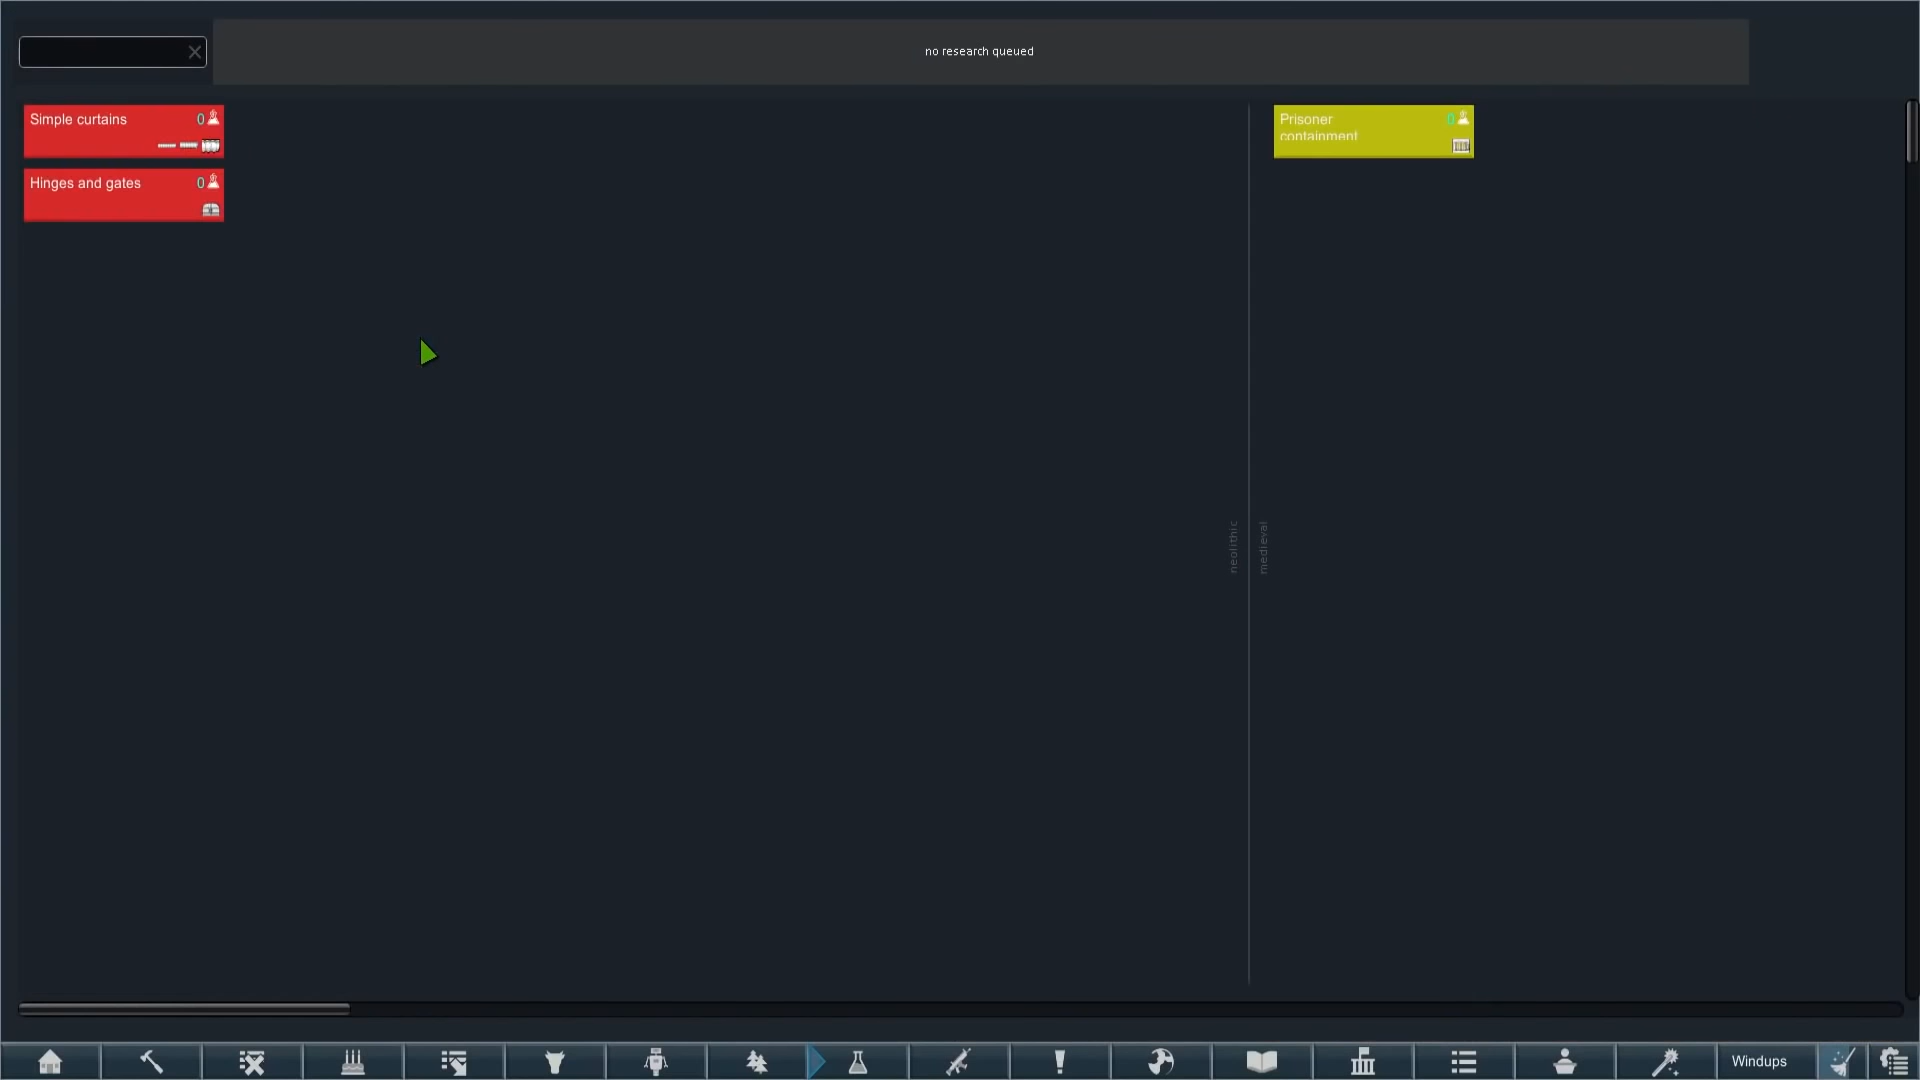 no research queued
Simple curtains 0
Prisoner containment 0
Hinges and gates 0
neolithic
medieval
Windups